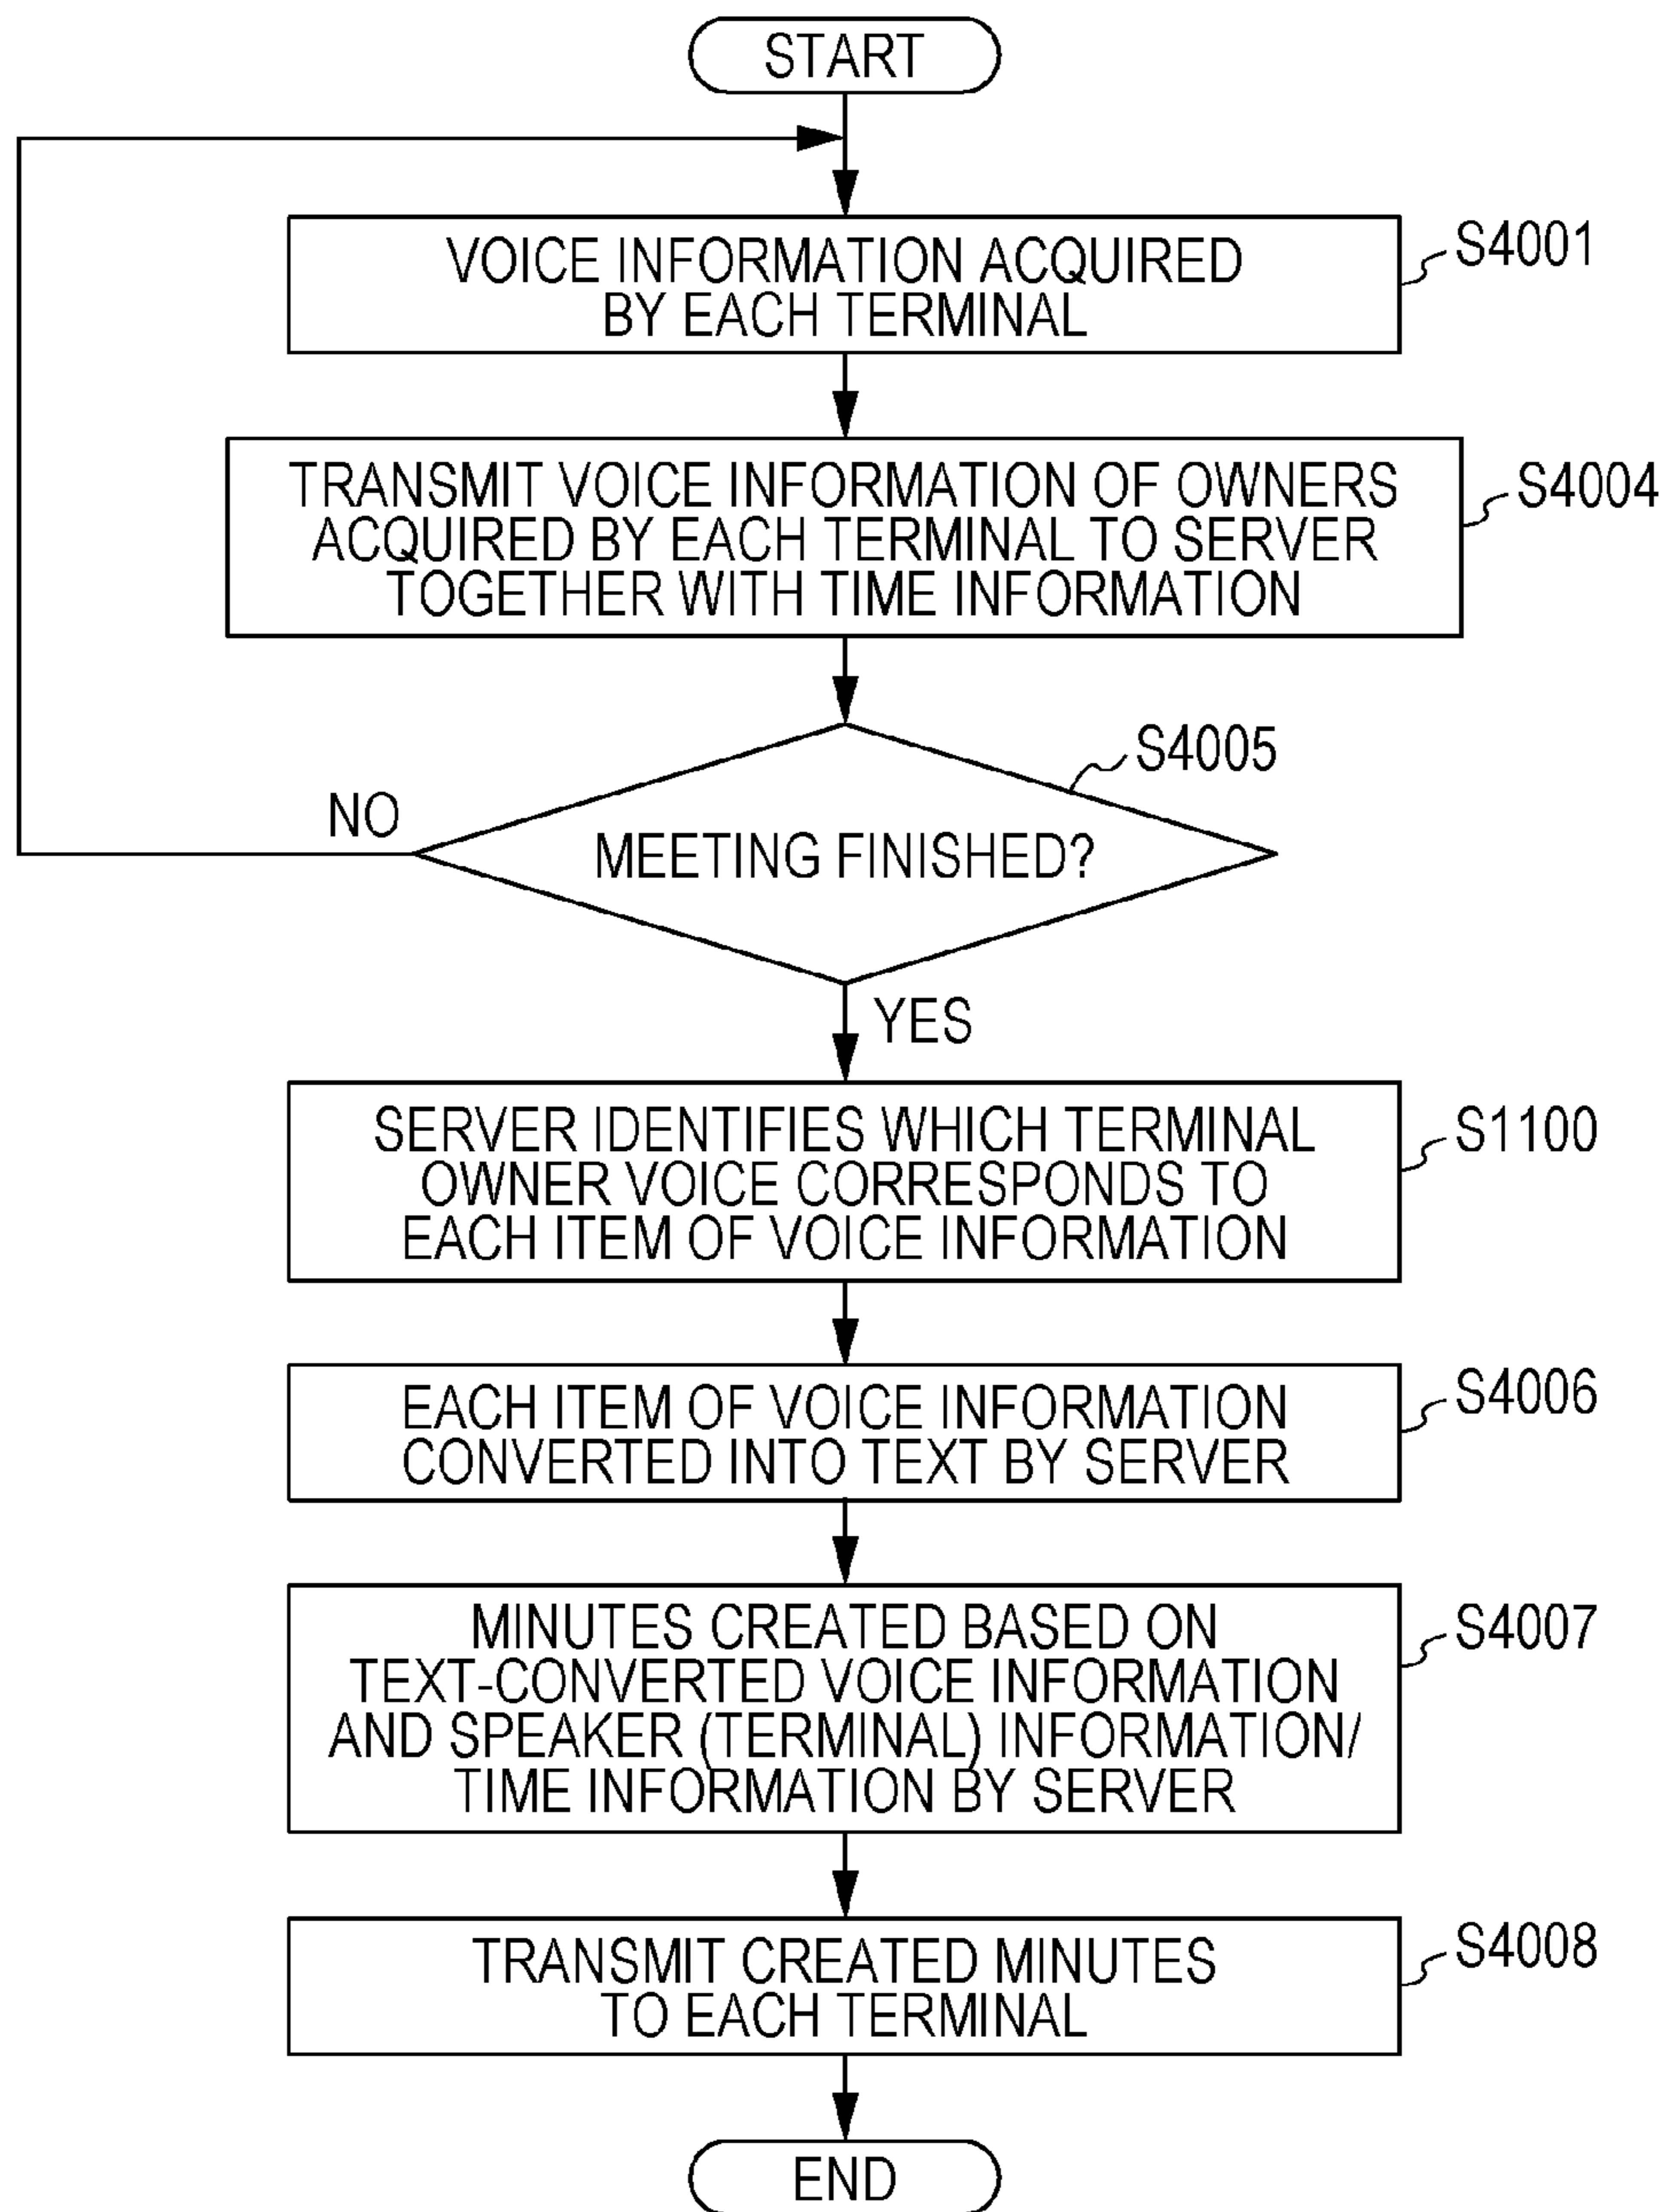 START
VOICE INFORMATION ACQUIRED
BY EACH TERMINAL
S4001
TRANSMIT VOICE INFORMATION OF OWNERS
ACQUIRED BY EACH TERMINAL TO SERVER
TOGETHER WITH TIME INFORMATION
S4004
S4005
NO
MEETING FINISHED?
YES
SERVER IDENTIFIES WHICH TERMINAL
OWNER VOICE CORRESPONDS TO
EACH ITEM OF VOICE INFORMATION
S1100
EACH ITEM OF VOICE INFORMATION
CONVERTED INTO TEXT BY SERVER
S4006
MINUTES CREATED BASED ON
TEXT-CONVERTED VOICE INFORMATION
AND SPEAKER (TERMINAL) INFORMATION/
TIME INFORMATION BY SERVER
S4007
TRANSMIT CREATED MINUTES
TO EACH TERMINAL
S4008
END